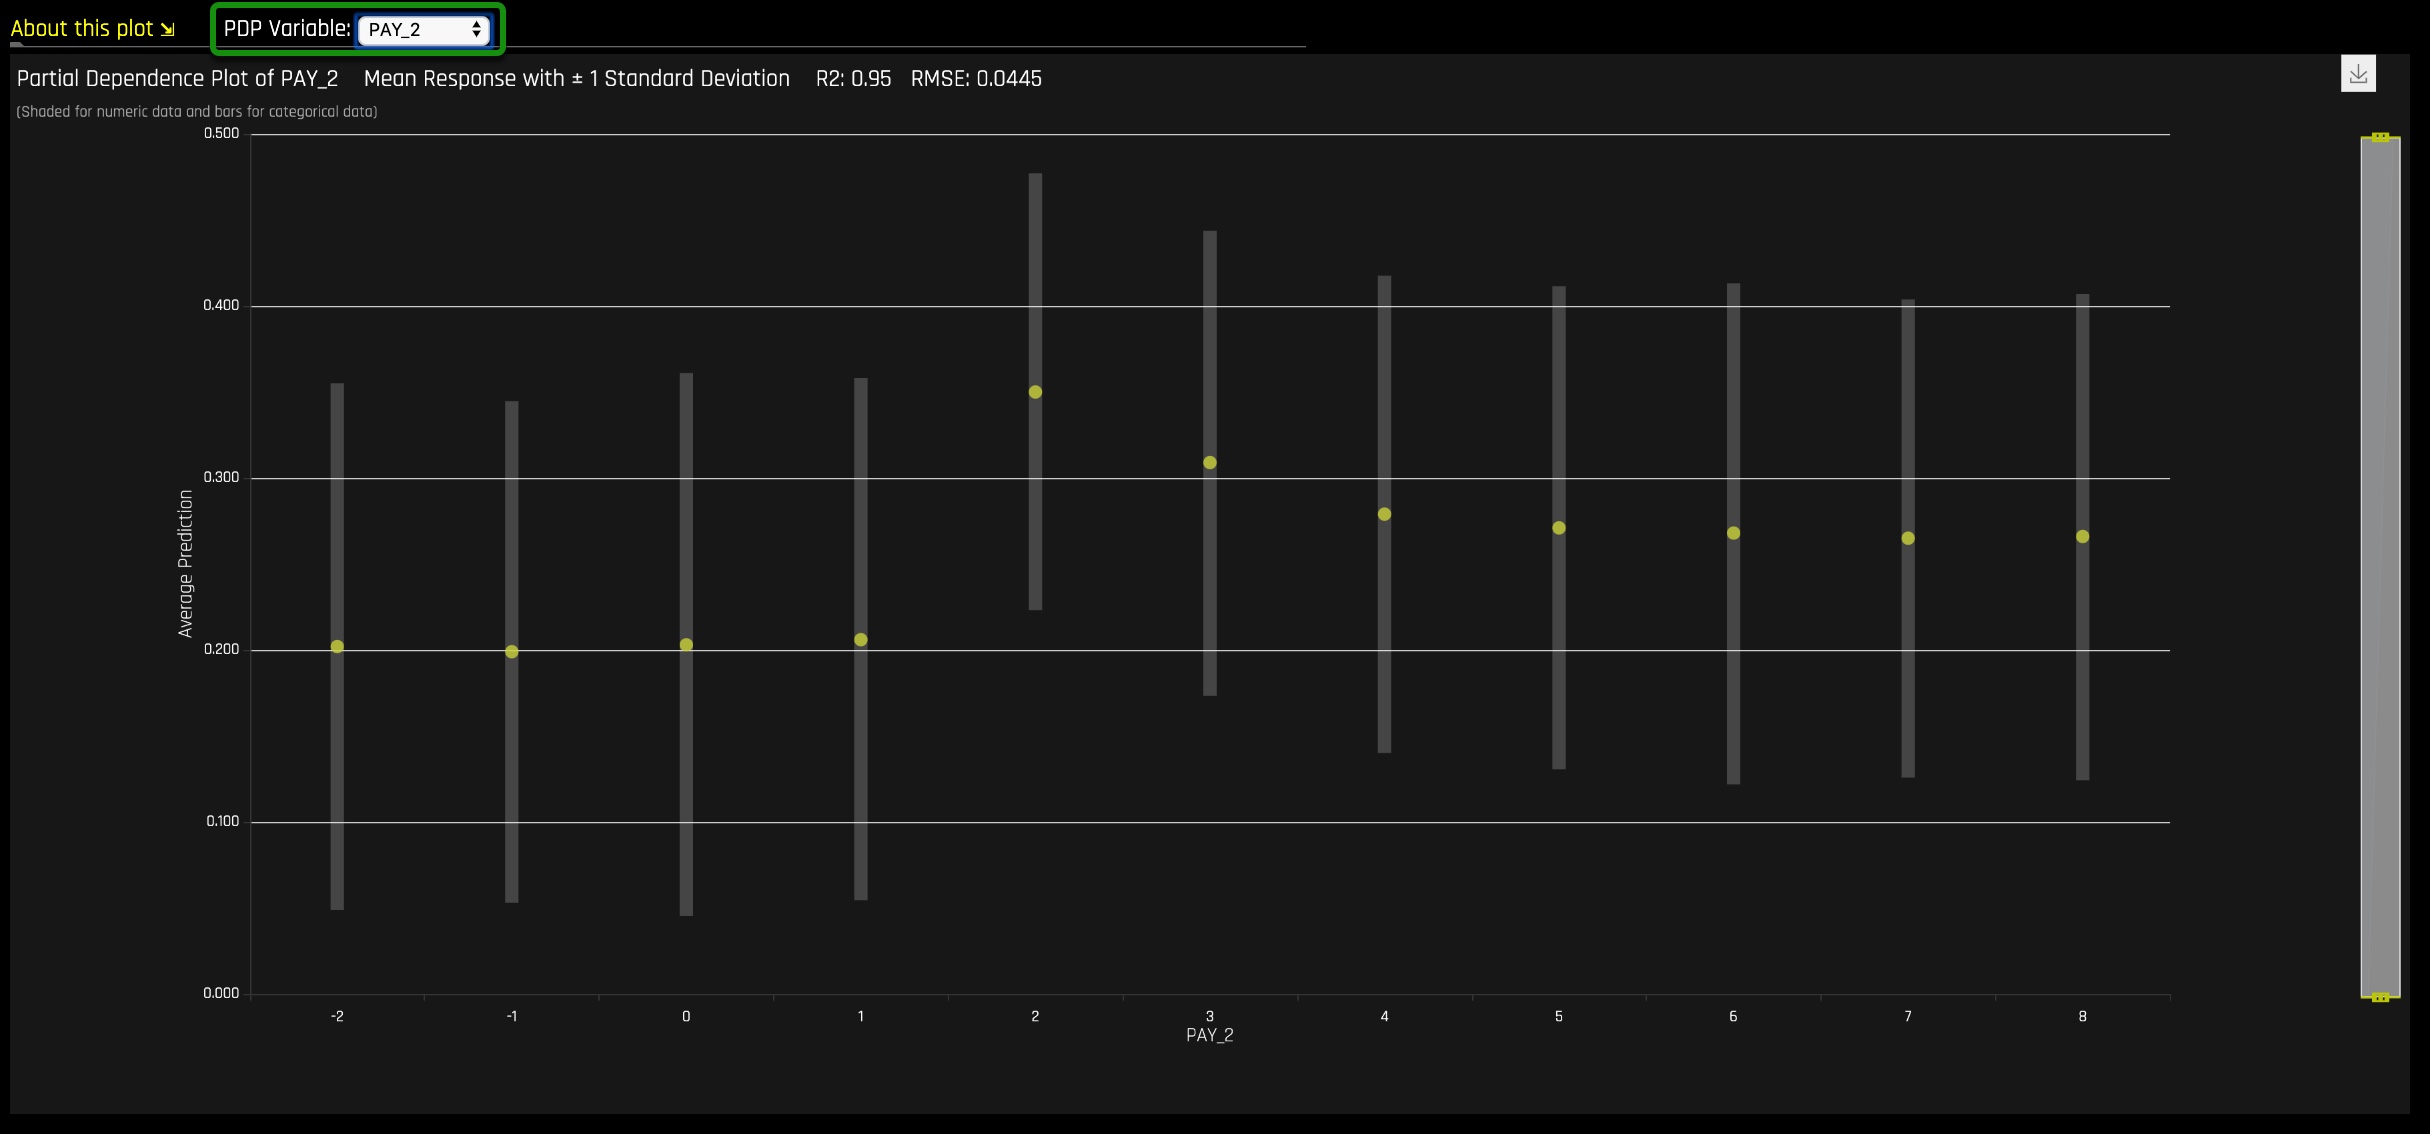 About this plot ⇲ PDP Variable: PAY_2
Partial Dependence Plot of PAY_2 Mean Response with ± 1 Standard Deviation R2: 0.95 RMSE: 0.0445
(Shaded for numeric data and bars for categorical data)
0.500
0.400
0.300
0.200
0.100
0.000
Average Prediction
-2 -1 0 1 2 3 4 5 6 7 8
PAY_2